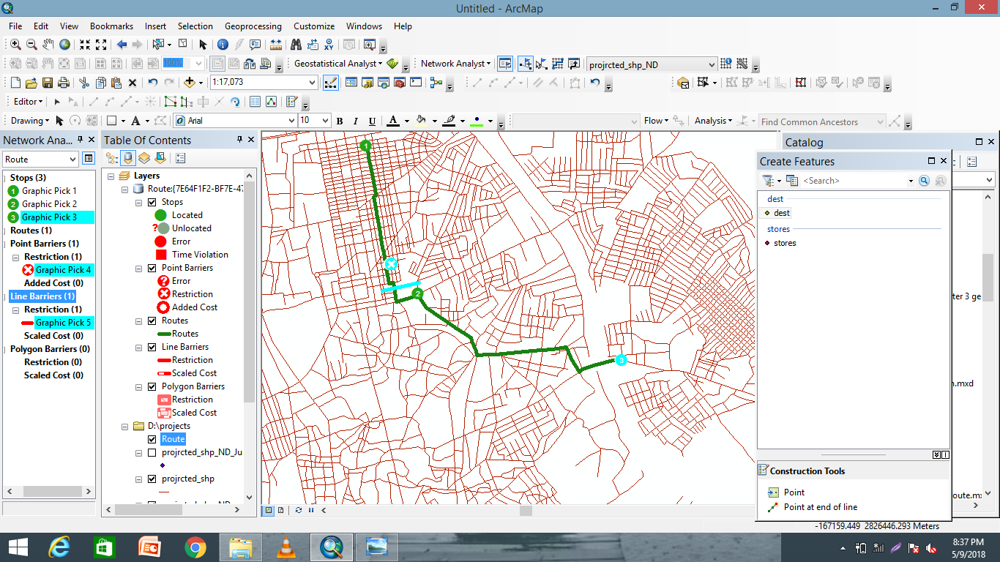 Untitled - ArcMap
File Edit View Bookmarks Insert Selection Geoprocessing Customize Windows Help
100% Geostatistical Analyst Network Analyst projrcted_shp_ND
1:17,073
Editor
Drawing Arial 10 B I U A Flow Analysis Find Common Ancestors
Network Ana...
Route
Stops (3)
1 Graphic Pick 1
2 Graphic Pick 2
3 Graphic Pick 3
Routes (1)
Point Barriers (1)
Restriction (1)
Graphic Pick 4
Added Cost (0)
Line Barriers (1)
Restriction (1)
Graphic Pick 5
Scaled Cost (0)
Polygon Barriers (0)
Restriction (0)
Scaled Cost (0)
Table Of Contents
Layers
Route:{7E64F1F2-BF7E-47
Stops
Located
Unlocated
Error
Time Violation
Point Barriers
Error
Restriction
Added Cost
Routes
Routes
Line Barriers
Restriction
Scaled Cost
Polygon Barriers
Restriction
Scaled Cost
D:\projects
Route
projrcted_shp_ND_Ju
projrcted_shp
1
2
3
Catalog
Create Features
<Search>
dest
dest
stores
stores
ter 3 ge
n.mxd
Construction Tools
Point
Point at end of line
oute.mx
-167159.449 2826446.293 Meters
8:37 PM
5/9/2018